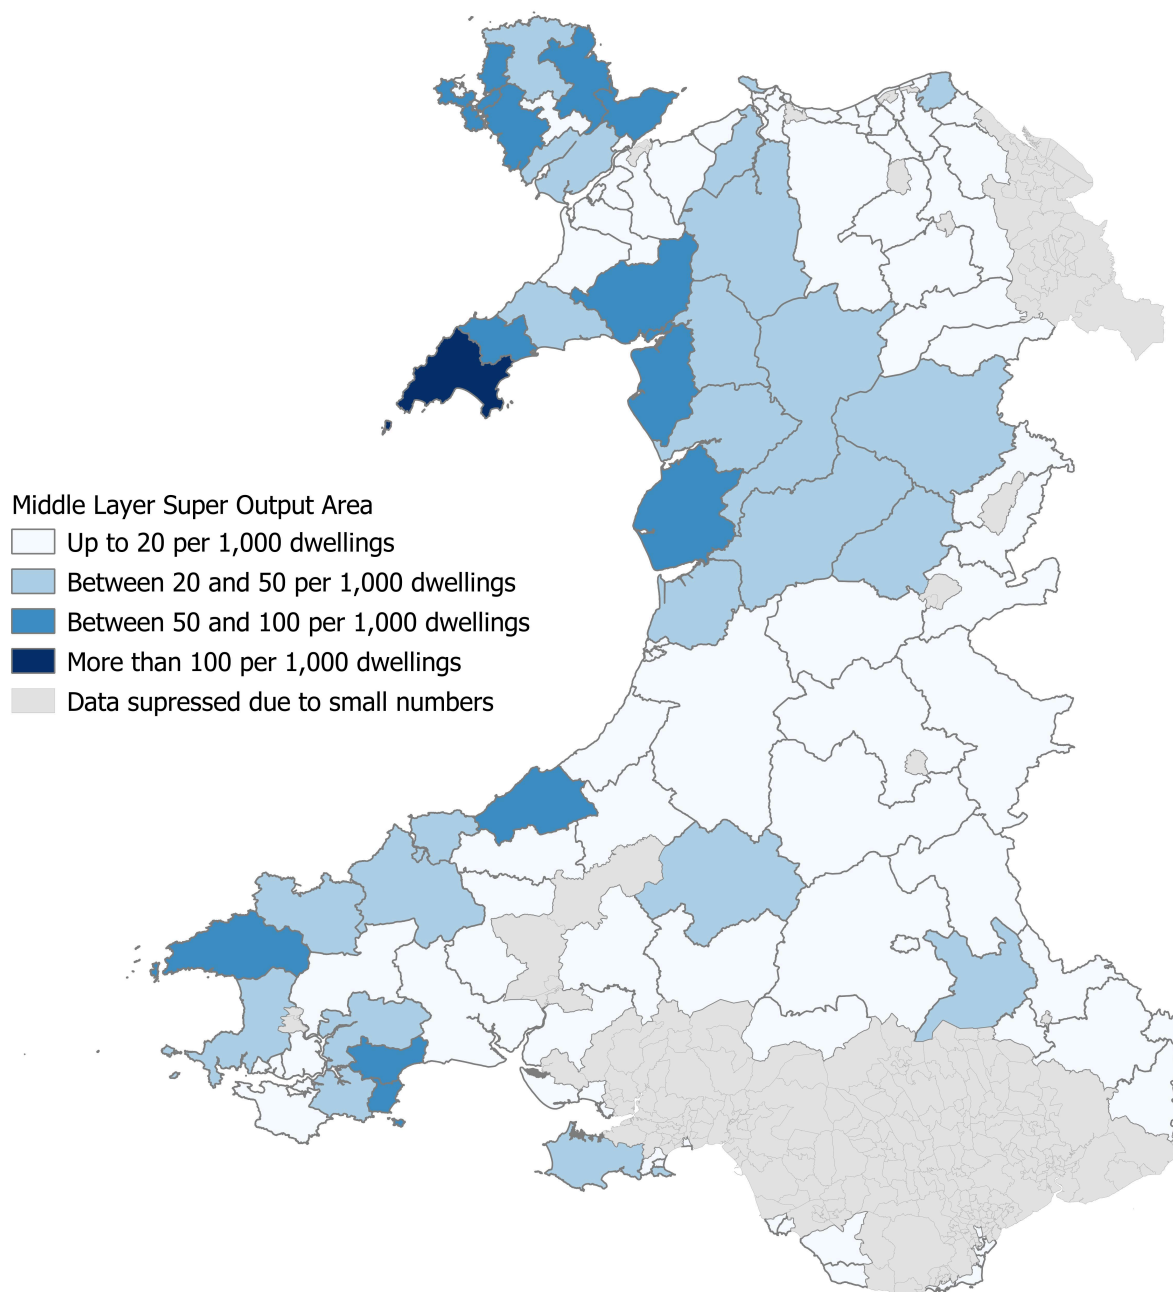 Middle Layer Super Output Area
Up to 20 per 1,000 dwellings
Between 20 and 50 per 1,000 dwellings
Between 50 and 100 per 1,000 dwellings
More than 100 per 1,000 dwellings
Data supressed due to small numbers